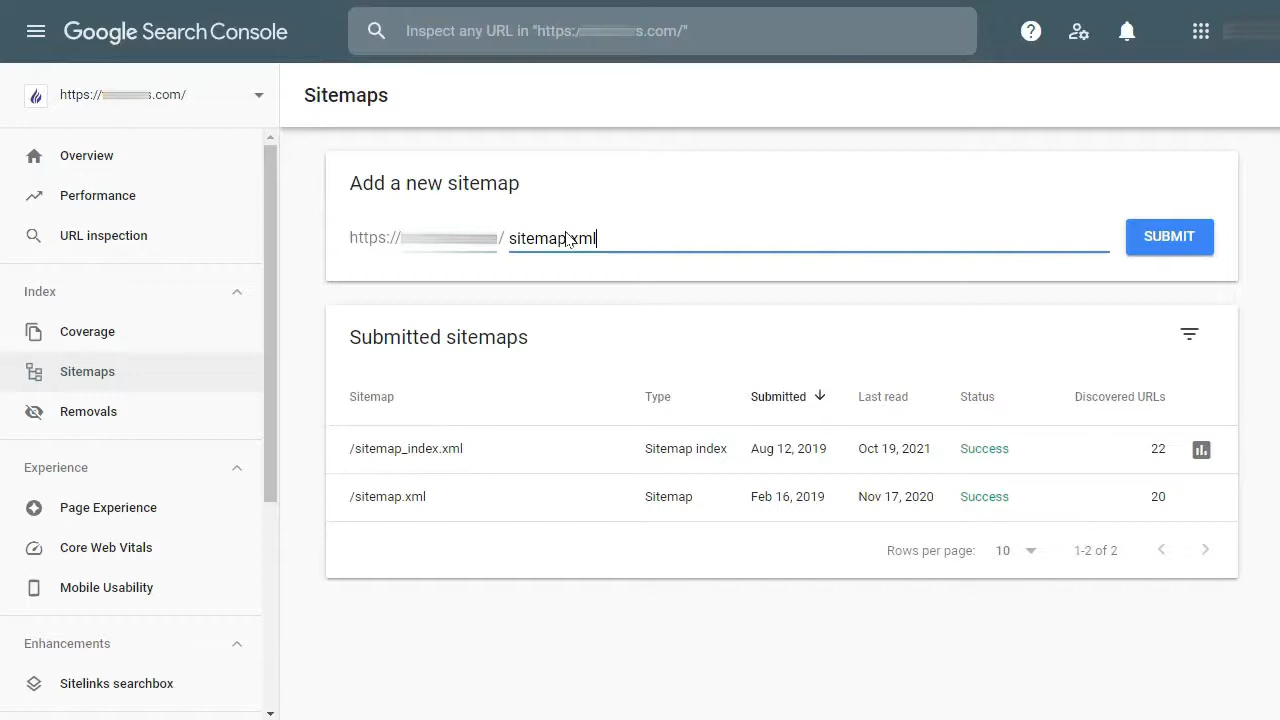 Google Search Console
Inspect any URL in "https:/ s.com/"
https:// s.com/
Sitemaps
Overview
Performance
URL inspection
Index
Coverage
Sitemaps
Removals
Experience
Page Experience
Core Web Vitals
Mobile Usability
Enhancements
Sitelinks searchbox
Add a new sitemap
https:// / sitemap.xml
SUBMIT
Submitted sitemaps
Sitemap Type Submitted Last read Status Discovered URLs
/sitemap_index.xml Sitemap index Aug 12, 2019 Oct 19, 2021 Success 22
/sitemap.xml Sitemap Feb 16, 2019 Nov 17, 2020 Success 20
Rows per page: 10 1-2 of 2